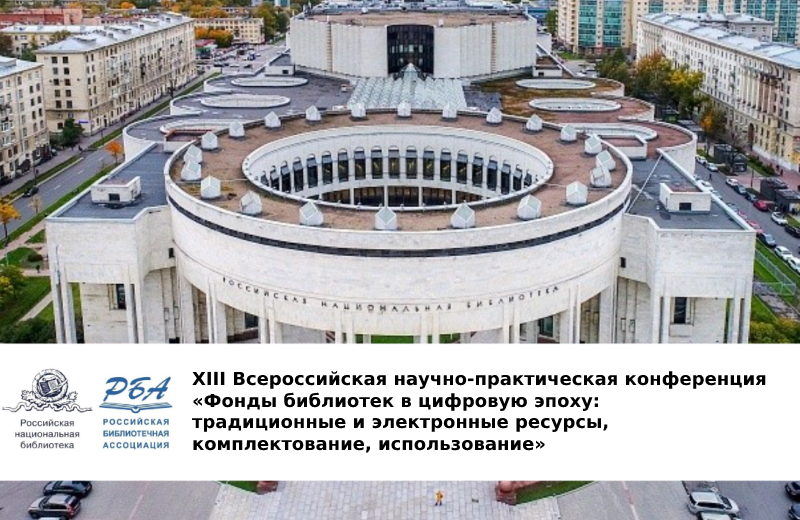 РОССИЙСКАЯ НАЦИОНАЛЬНАЯ БИБЛИОТЕКА
Российская
национальная
библиотека
РБА
РОССИЙСКАЯ
БИБЛИОТЕЧНАЯ
АССОЦИАЦИЯ
XIII Всероссийская научно-практическая конференция
«Фонды библиотек в цифровую эпоху:
традиционные и электронные ресурсы,
комплектование, использование»